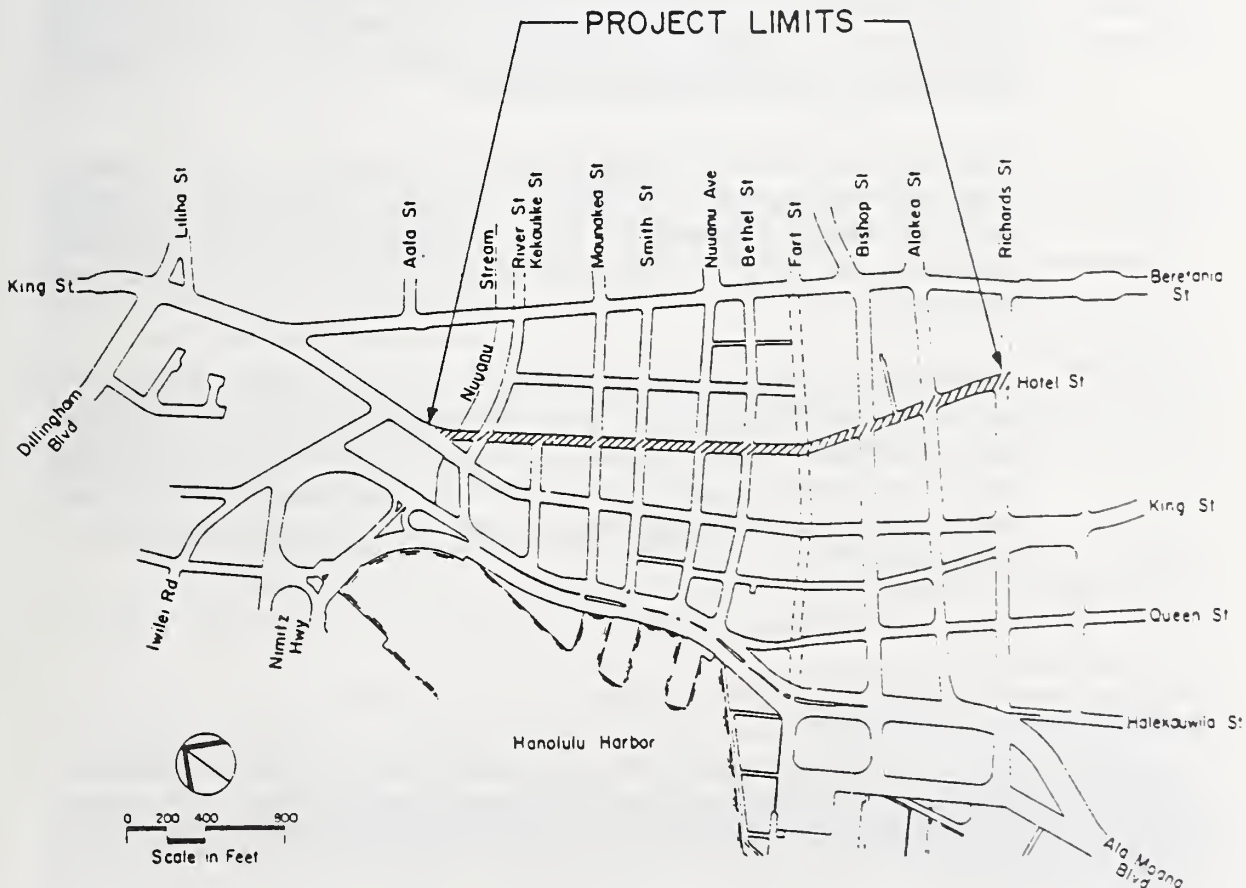 PROJECT LIMITS
Liliha St
Aala St
Stream
River St
Kekaulike St
Maunakea St
Smith St
Nuuanu Ave
Bethel St
Fort St
Bishop St
Alakea St
Richards St
King St
Beretania
St
Nuuanu
Hotel St
Dillingham
Blvd
King St
Iwilei Rd
Nimitz
Hwy
Queen St
Halekauwila St
Honolulu Harbor
0 200 400 800
Scale in Feet
Ala Moana
Blvd